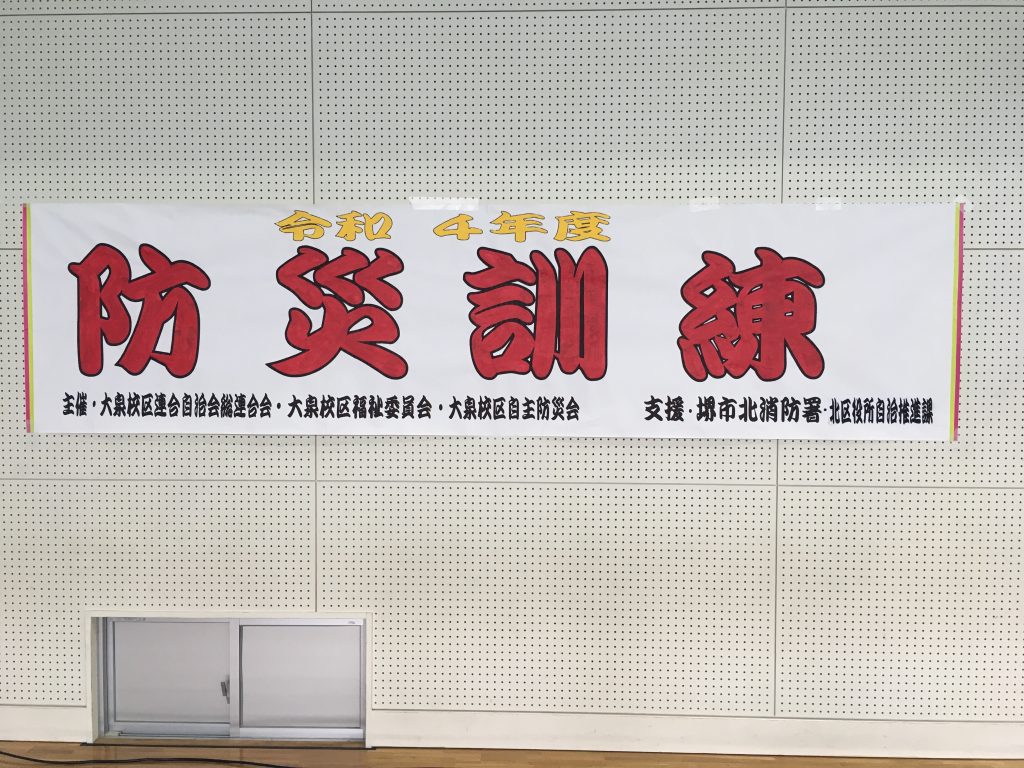 令和 4年度
防災訓練
主催・大泉校区連合自治会総連合会・大泉校区福祉委員会・大泉校区自主防災会 支援・堺市北消防署・北区役所自治推進課